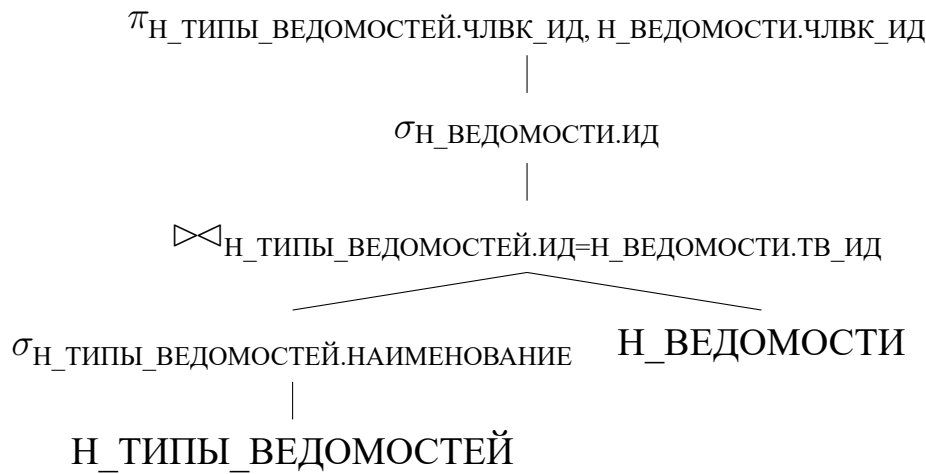 πН_ТИПЫ_ВЕДОМОСТЕЙ.ЧЛВК_ИД, Н_ВЕДОМОСТИ.ЧЛВК_ИД
σН_ВЕДОМОСТИ.ИД
⋈Н_ТИПЫ_ВЕДОМОСТЕЙ.ИД=Н_ВЕДОМОСТИ.ТВ_ИД
σН_ТИПЫ_ВЕДОМОСТЕЙ.НАИМЕНОВАНИЕ
Н_ВЕДОМОСТИ
Н_ТИПЫ_ВЕДОМОСТЕЙ